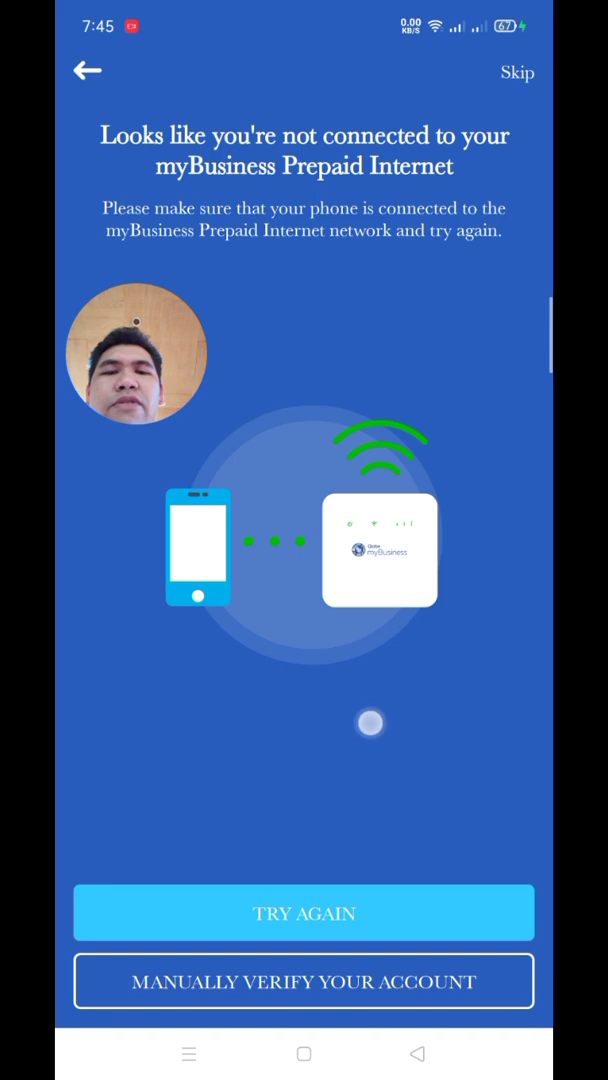 7:45
0.00
KB/S
67
Skip
Looks like you're not connected to your
myBusiness Prepaid Internet
Please make sure that your phone is connected to the
myBusiness Prepaid Internet network and try again.
Globe
myBusiness
TRY AGAIN
MANUALLY VERIFY YOUR ACCOUNT